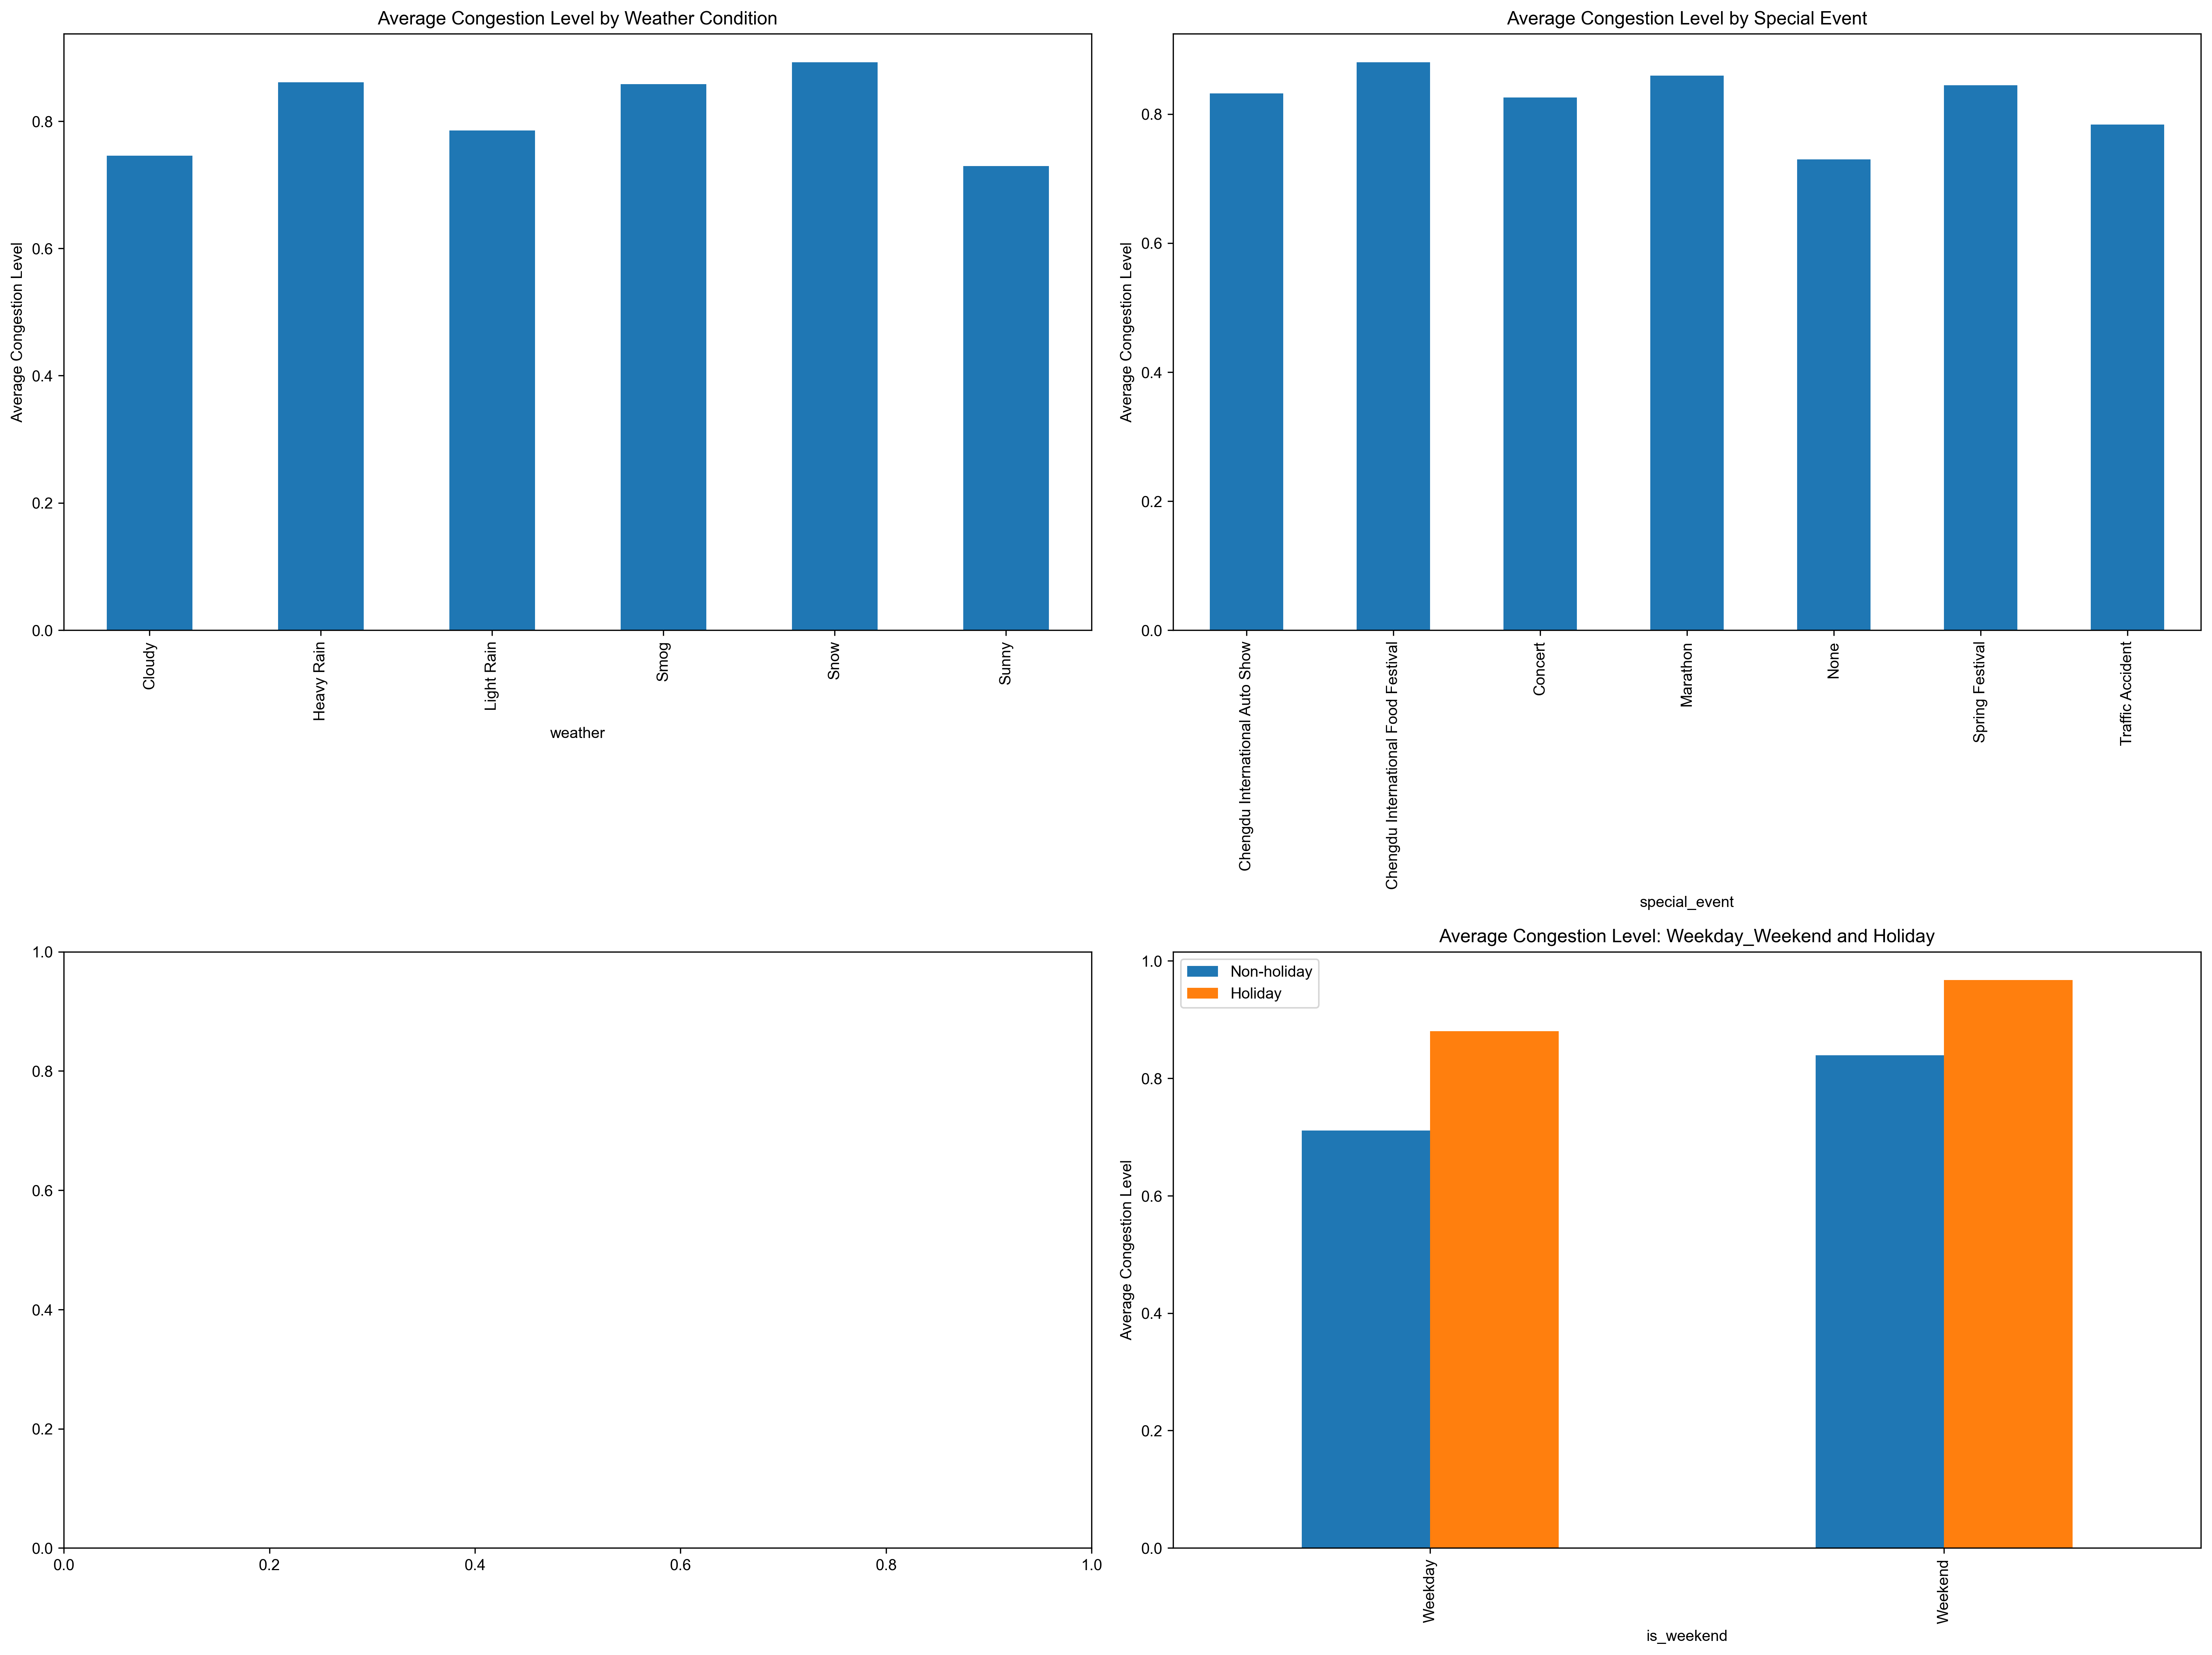 Average Congestion Level by Weather Condition
Average Congestion Level
0.8
0.6
0.4
0.2
0.0
Cloudy
Heavy Rain
Light Rain
Smog
Snow
Sunny
weather
Average Congestion Level by Special Event
Average Congestion Level
0.8
0.6
0.4
0.2
0.0
Chengdu International Auto Show
Chengdu International Food Festival
Concert
Marathon
None
Spring Festival
Traffic Accident
special_event
1.0
0.8
0.6
0.4
0.2
0.0
0.0
0.2
0.4
0.6
0.8
1.0
Average Congestion Level: Weekday_Weekend and Holiday
Non-holiday
Holiday
Average Congestion Level
1.0
0.8
0.6
0.4
0.2
0.0
Weekday
Weekend
is_weekend